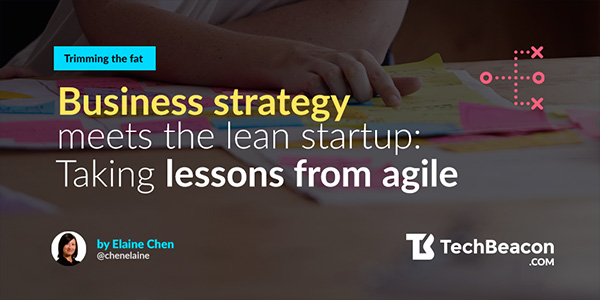 Trimming the fat
Business strategy
meets the lean startup:
Taking lessons from agile
by Elaine Chen
@chenelaine
TechBeacon
.COM